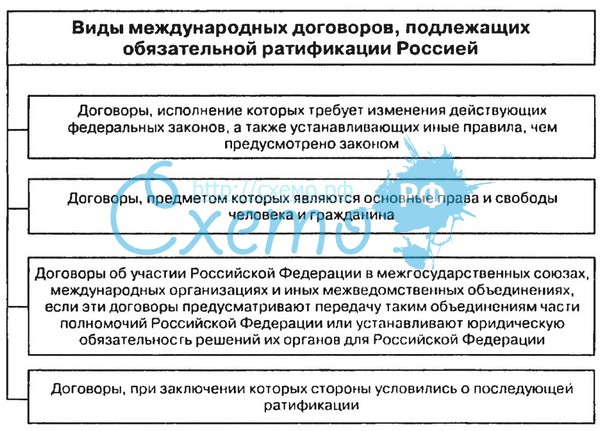 Виды международных договоров, подлежащих
обязательной ратификации Россией
Договоры, исполнение которых требует изменения действующих
федеральных законов, а также устанавливающих иные правила, чем
предусмотрено законом
Договоры, предметом которых являются основные права и свободы
человека и гражданина
http://схемо.рф
Схемо
РФ
Договоры об участии Российской Федерации в межгосударственных союзах,
международных организациях и иных межведомственных объединениях,
если эти договоры предусматривают передачу таким объединениям части
полномочий Российской Федерации или устанавливают юридическую
обязательность решений их органов для Российской Федерации
Договоры, при заключении которых стороны условились о последующей
ратификации